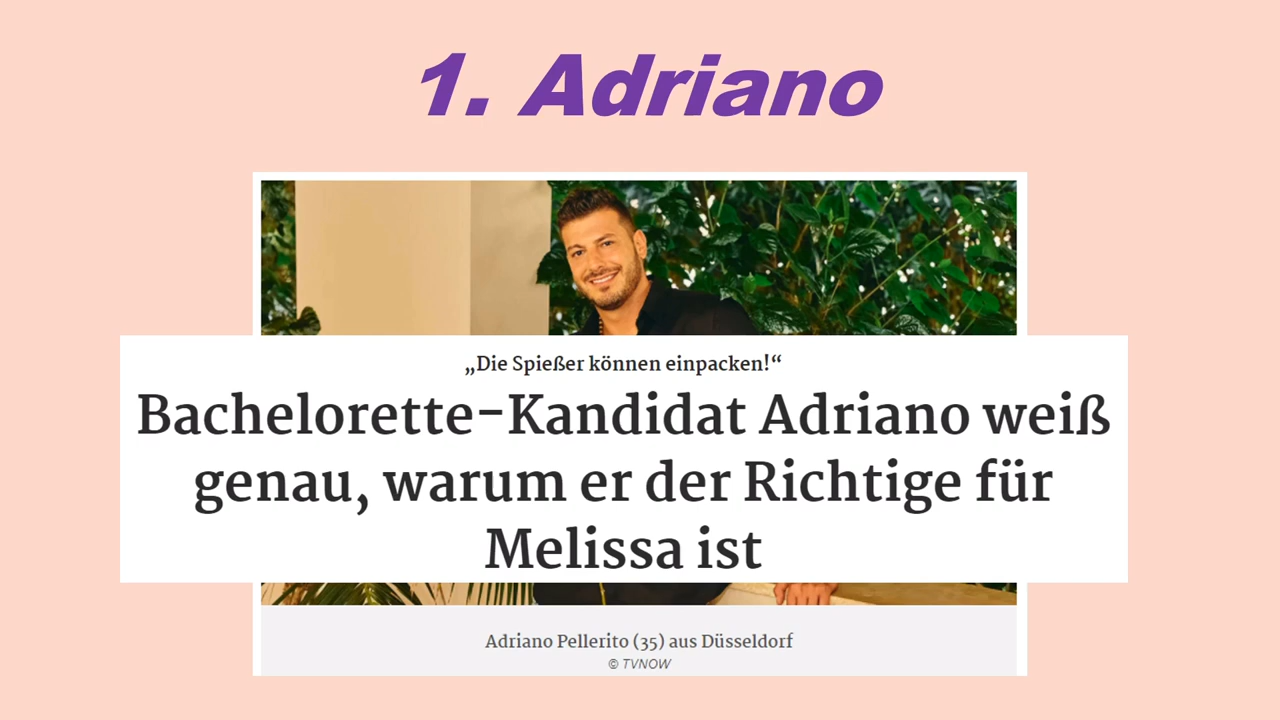 1. Adriano
„Die Spießer können einpacken!“
Bachelorette-Kandidat Adriano weiß
genau, warum er der Richtige für
Melissa ist
Adriano Pellerito (35) aus Düsseldorf
© TVNOW